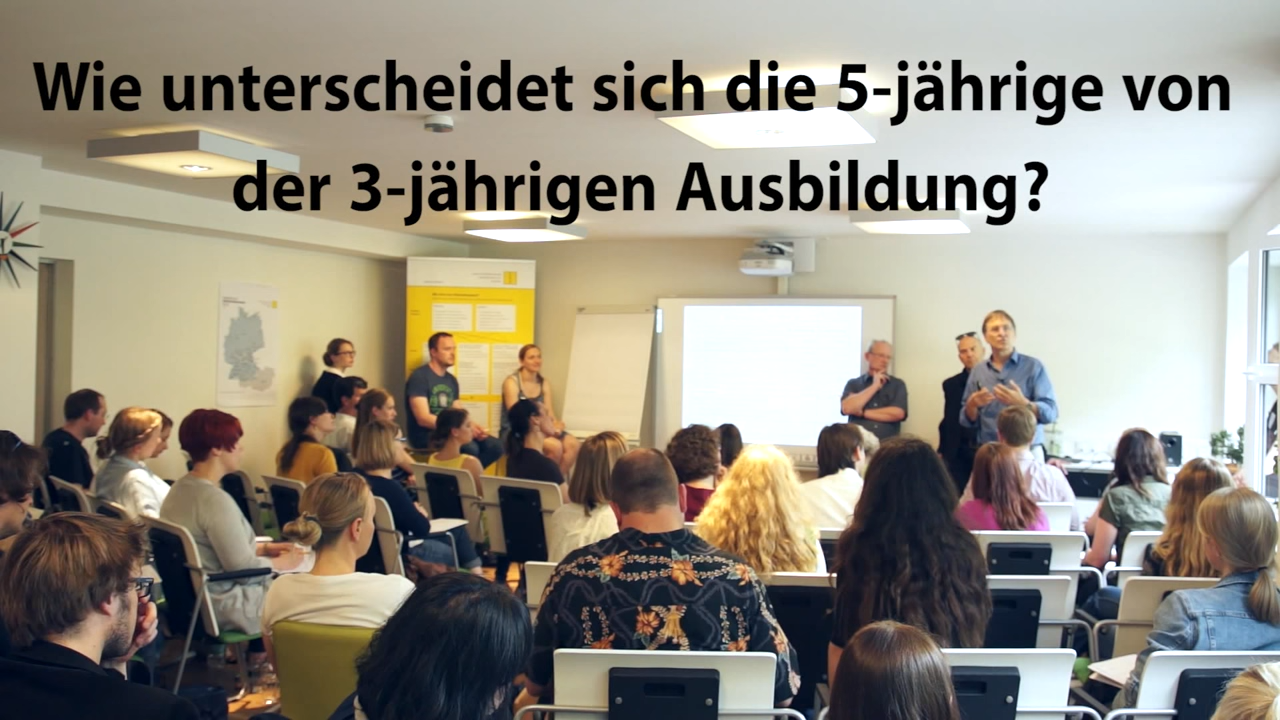 Wie unterscheidet sich die 5-jährige von
der 3-jährigen Ausbildung?